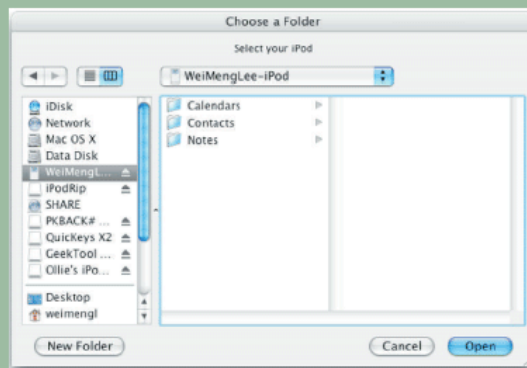 Choose a Folder
Select your iPod
WeiMengLee-iPod
iDisk
Network
Mac OS X
Data Disk
WeiMengL...
iPodRip
SHARE
PKBACK# ...
QuicKeys X2
GeekTool ...
Ollie's iPo...
Desktop
weimengl
Calendars
Contacts
Notes
New Folder
Cancel
Open